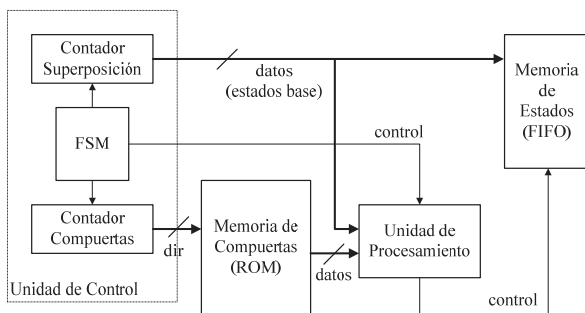 Contador
Superposición
datos
(estados base)
Memoria
de
Estados
(FIFO)
FSM
control
Contador
Compuertas
dir
Memoria de
Compuertas
(ROM)
datos
Unidad de
Procesamiento
Unidad de Control
control